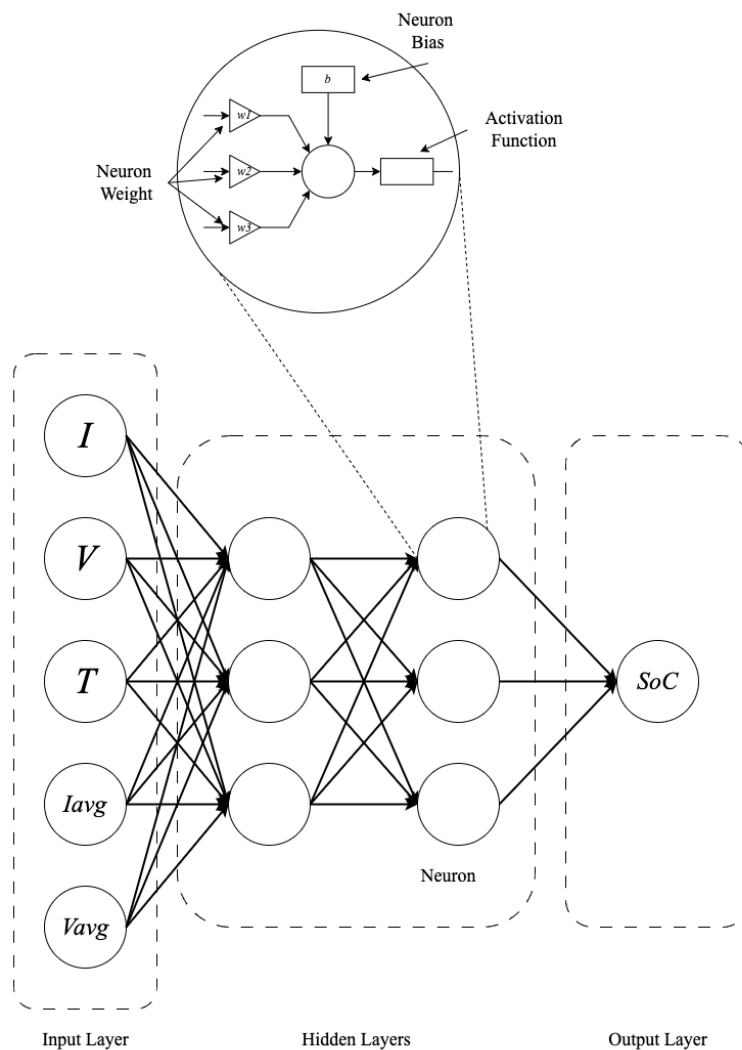 Neuron
Bias
b
Activation
Function
w1
w2
w3
Neuron
Weight
I
V
T
Iavg
Vavg
SoC
Neuron
Input Layer
Hidden Layers
Output Layer